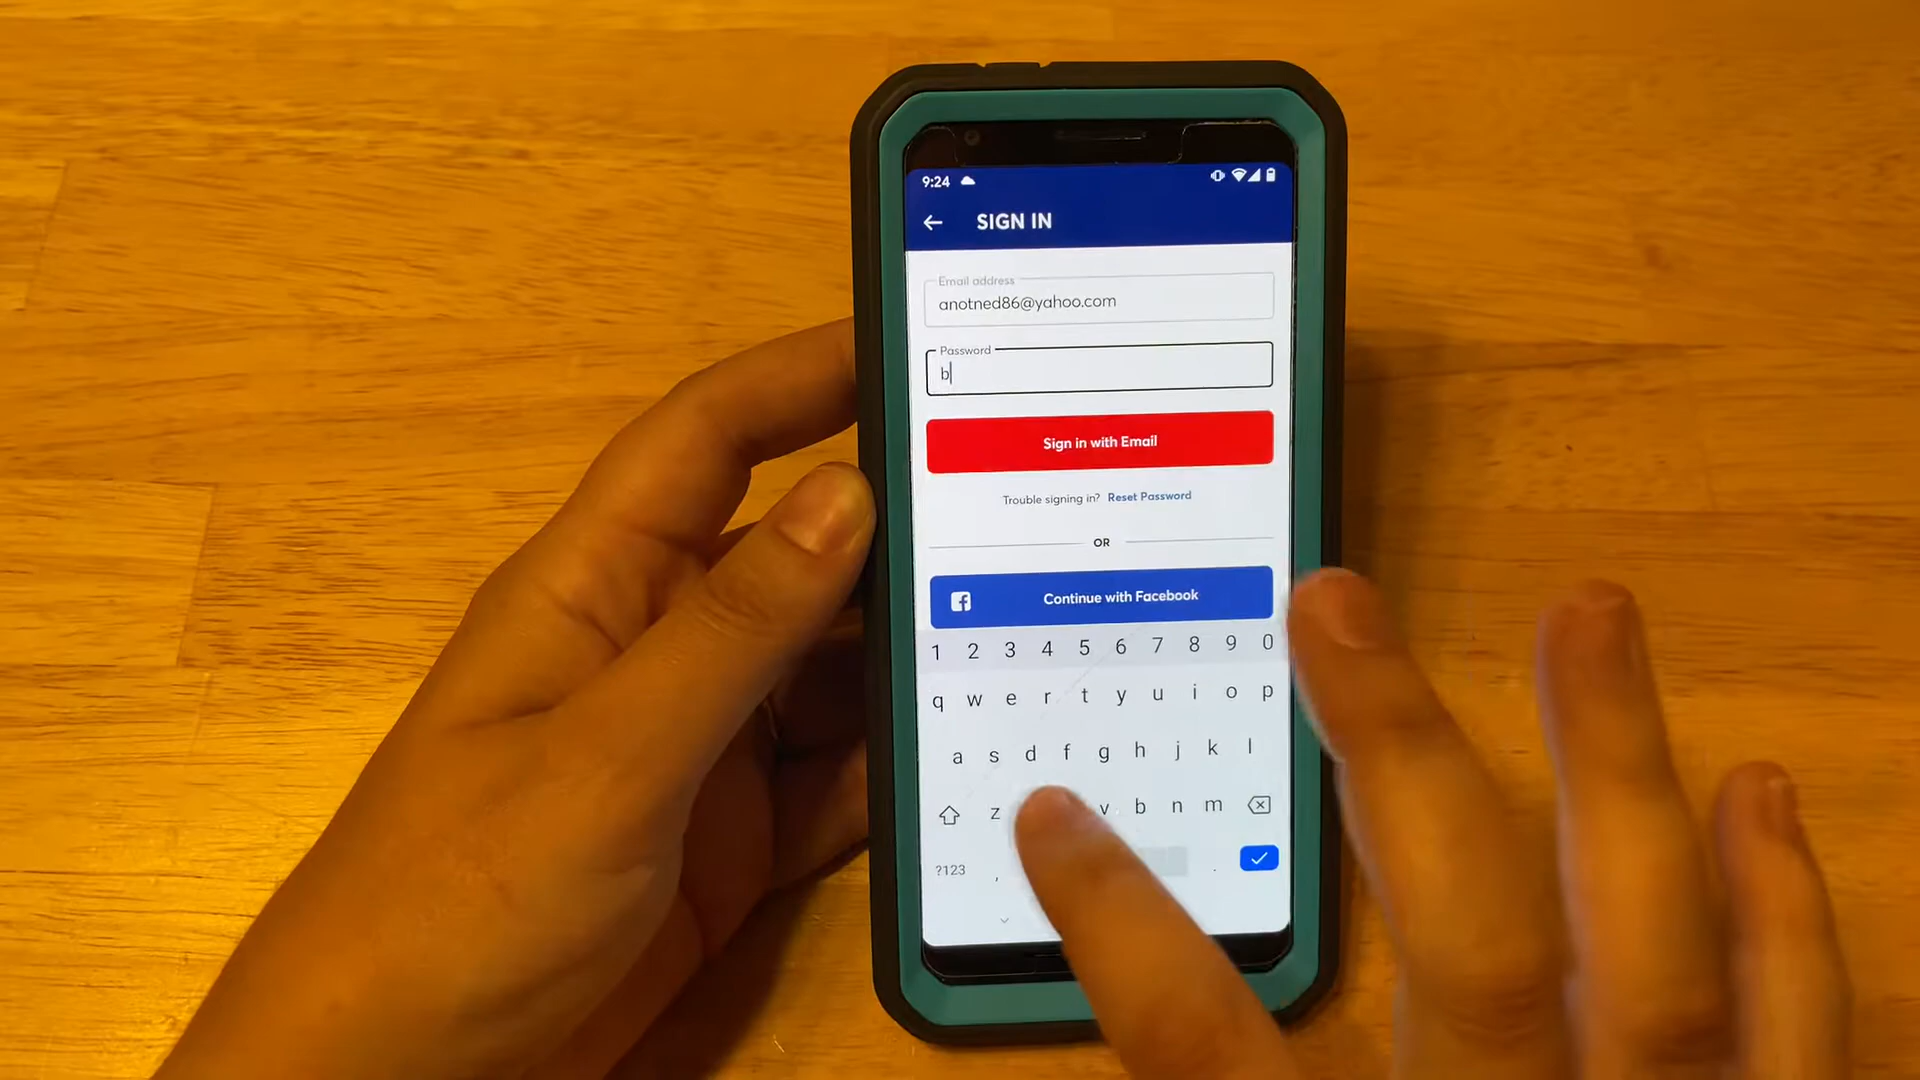 9:24
SIGN IN
Email address
anotned86@yahoo.com
Password
b
Sign in with Email
Trouble signing in? Reset Password
OR
Continue with Facebook
1 2 3 4 5 6 7 8 9 0
q w e r t y u i o p
a s d f g h j k l
z v b n m
?123 , .